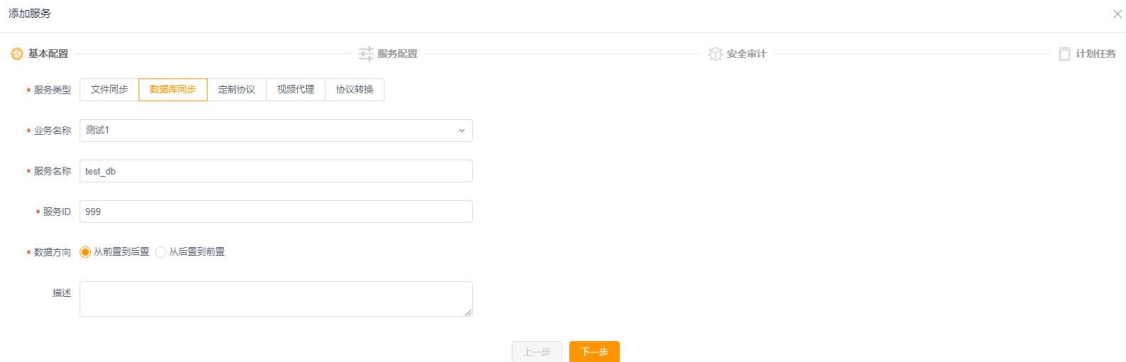 添加服务
基本配置 服务配置 安全审计 计划任务
* 服务类型 文件同步 数据库同步 定制协议 视频代理 协议转换
* 业务名称 测试1
* 服务名称 test_db
* 服务ID 999
* 数据方向 从前置到后置 从后置到前置
描述
上一步 下一步